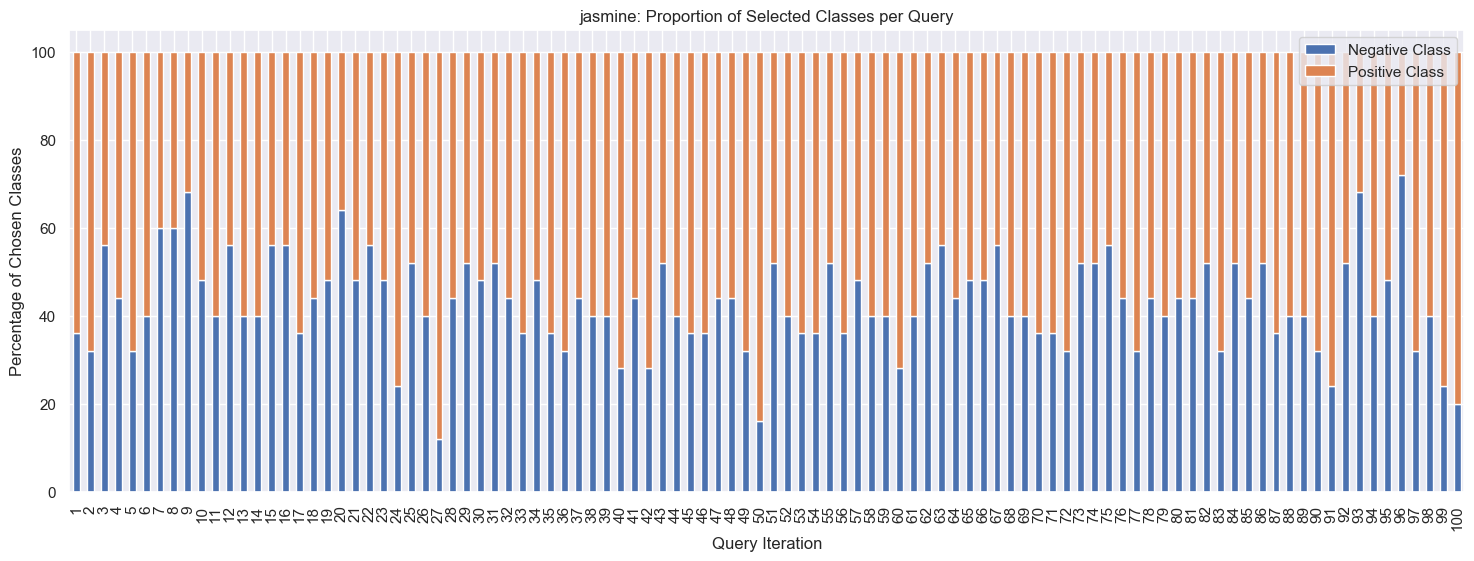 jasmine: Proportion of Selected Classes per Query
Negative Class
Positive Class
Percentage of Chosen Classes
100
80
60
40
20
0
1 2 3 4 5 6 7 8 9 10 11 12 13 14 15 16 17 18 19 20 21 22 23 24 25 26 27 28 29 30 31 32 33 34 35 36 37 38 39 40 41 42 43 44 45 46 47 48 49 50 51 52 53 54 55 56 57 58 59 60 61 62 63 64 65 66 67 68 69 70 71 72 73 74 75 76 77 78 79 80 81 82 83 84 85 86 87 88 89 90 91 92 93 94 95 96 97 98 99 100
Query Iteration